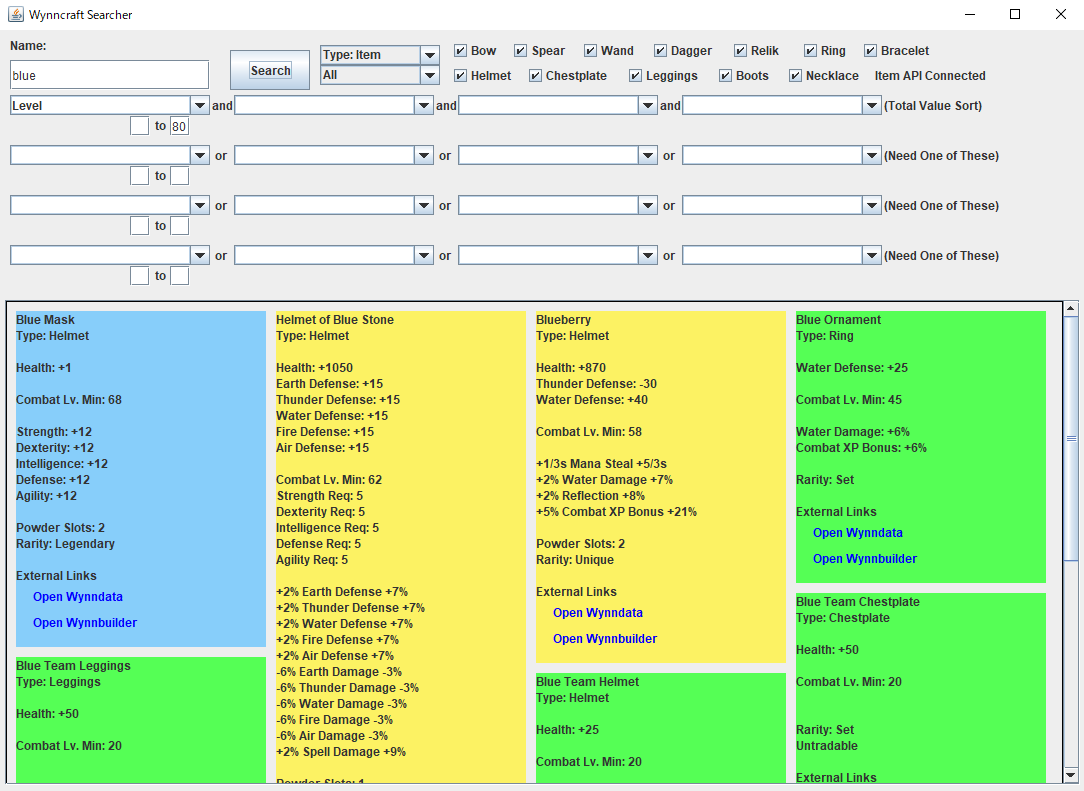 Wynncraft Searcher
Name:
blue
Search
Type: Item
All
Bow Spear Wand Dagger Relik Ring Bracelet
Helmet Chestplate Leggings Boots Necklace Item API Connected
Level and and and (Total Value Sort)
to 80
or or or (Need One of These)
to
or or or (Need One of These)
to
or or or (Need One of These)
to
Blue Mask
Type: Helmet
Health: +1
Combat Lv. Min: 68
Strength: +12
Dexterity: +12
Intelligence: +12
Defense: +12
Agility: +12
Powder Slots: 2
Rarity: Legendary
External Links
Open Wynndata
Open Wynnbuilder
Blue Team Leggings
Type: Leggings
Health: +50
Combat Lv. Min: 20
Helmet of Blue Stone
Type: Helmet
Health: +1050
Earth Defense: +15
Thunder Defense: +15
Water Defense: +15
Fire Defense: +15
Air Defense: +15
Combat Lv. Min: 62
Strength Req: 5
Dexterity Req: 5
Intelligence Req: 5
Defense Req: 5
Agility Req: 5
+2% Earth Defense +7%
+2% Thunder Defense +7%
+2% Water Defense +7%
+2% Fire Defense +7%
+2% Air Defense +7%
-6% Earth Damage -3%
-6% Thunder Damage -3%
-6% Water Damage -3%
-6% Fire Damage -3%
-6% Air Damage -3%
+2% Spell Damage +9%
Powder Slots: 1
Blueberry
Type: Helmet
Health: +870
Thunder Defense: -30
Water Defense: +40
Combat Lv. Min: 58
+1/3s Mana Steal +5/3s
+2% Water Damage +7%
+2% Reflection +8%
+5% Combat XP Bonus +21%
Powder Slots: 2
Rarity: Unique
External Links
Open Wynndata
Open Wynnbuilder
Blue Team Helmet
Type: Helmet
Health: +25
Combat Lv. Min: 20
Blue Ornament
Type: Ring
Water Defense: +25
Combat Lv. Min: 45
Water Damage: +6%
Combat XP Bonus: +6%
Rarity: Set
External Links
Open Wynndata
Open Wynnbuilder
Blue Team Chestplate
Type: Chestplate
Health: +50
Combat Lv. Min: 20
Rarity: Set
Untradable
External Links